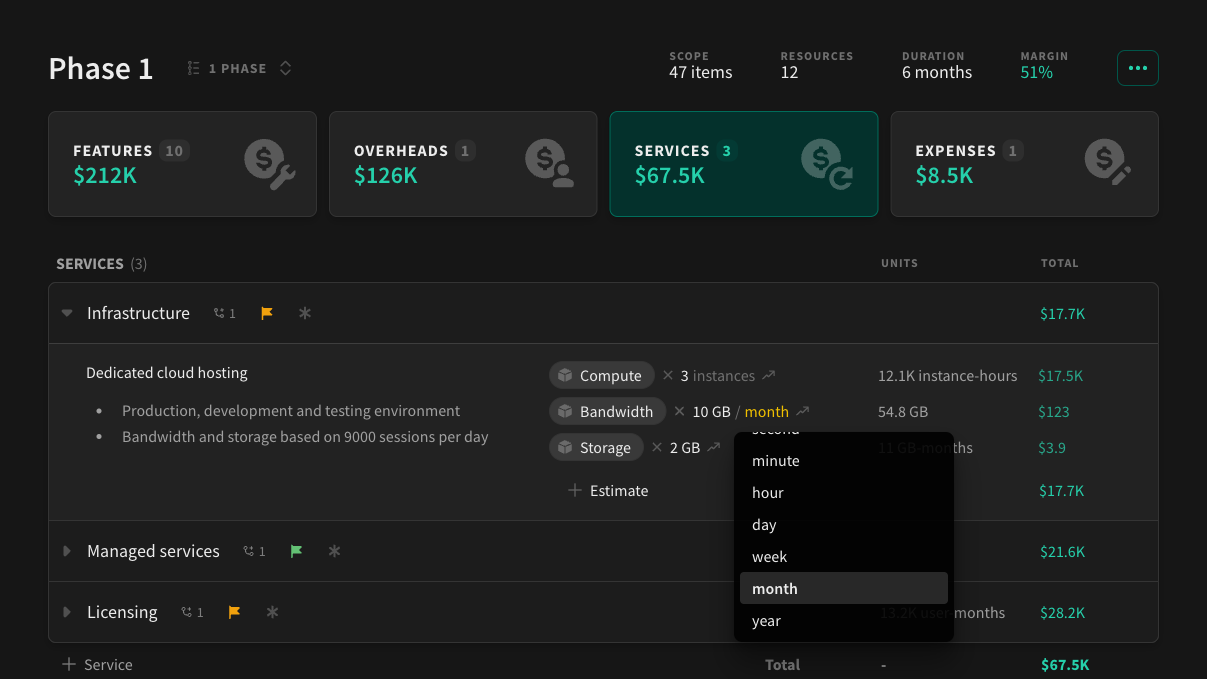 Phase 1
1 PHASE
SCOPE
47 items
RESOURCES
12
DURATION
6 months
MARGIN
51%
FEATURES 10
$212K
OVERHEADS 1
$126K
SERVICES 3
$67.5K
EXPENSES 1
$8.5K
SERVICES (3)
UNITS
TOTAL
Infrastructure 1
$17.7K
Dedicated cloud hosting
• Production, development and testing environment
• Bandwidth and storage based on 9000 sessions per day
Compute × 3 instances
12.1K instance-hours
$17.5K
Bandwidth × 10 GB / month
54.8 GB
$123
Storage × 2 GB
11 GB-months
$3.9
+ Estimate
$17.7K
second
minute
hour
day
week
month
year
Managed services 1
$21.6K
Licensing 1
13.2K user-months
$28.2K
+ Service
Total
-
$67.5K